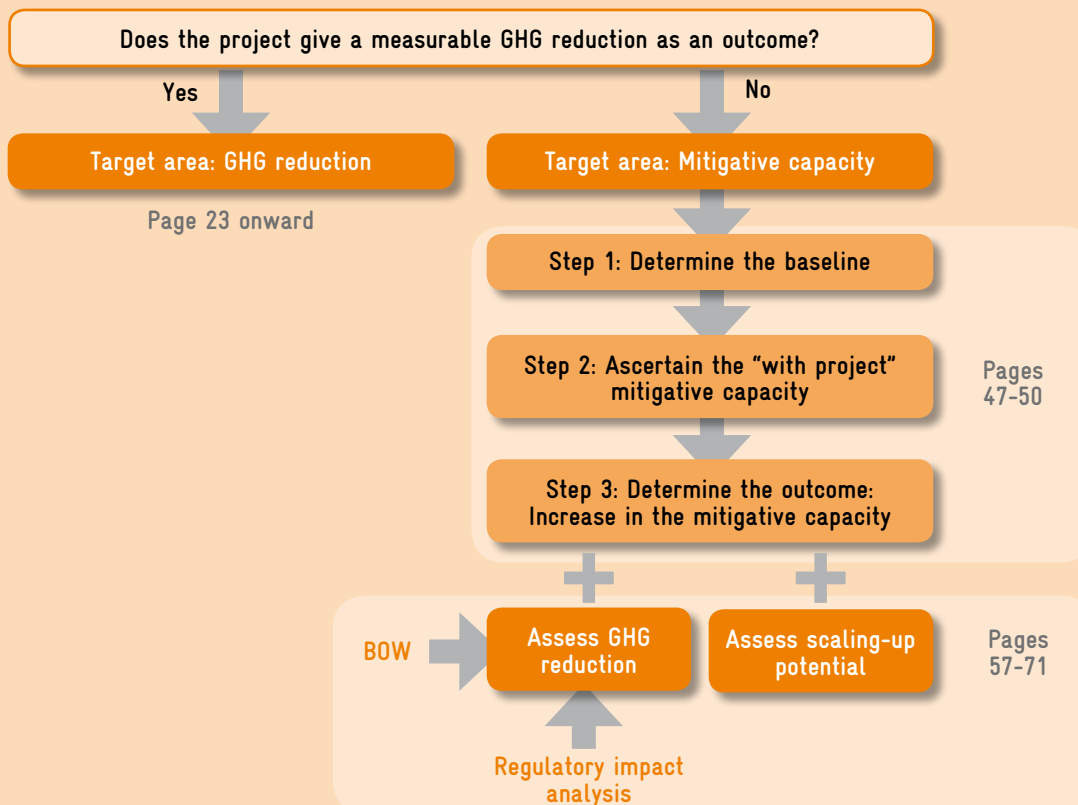 Does the project give a measurable GHG reduction as an outcome?
Yes
No
Target area: GHG reduction
Target area: Mitigative capacity
Page 23 onward
Step 1: Determine the baseline
Step 2: Ascertain the “with project”
mitigative capacity
Pages
47-50
Step 3: Determine the outcome:
Increase in the mitigative capacity
BOW
Assess GHG
reduction
Assess scaling-up
potential
Pages
57-71
Regulatory impact
analysis